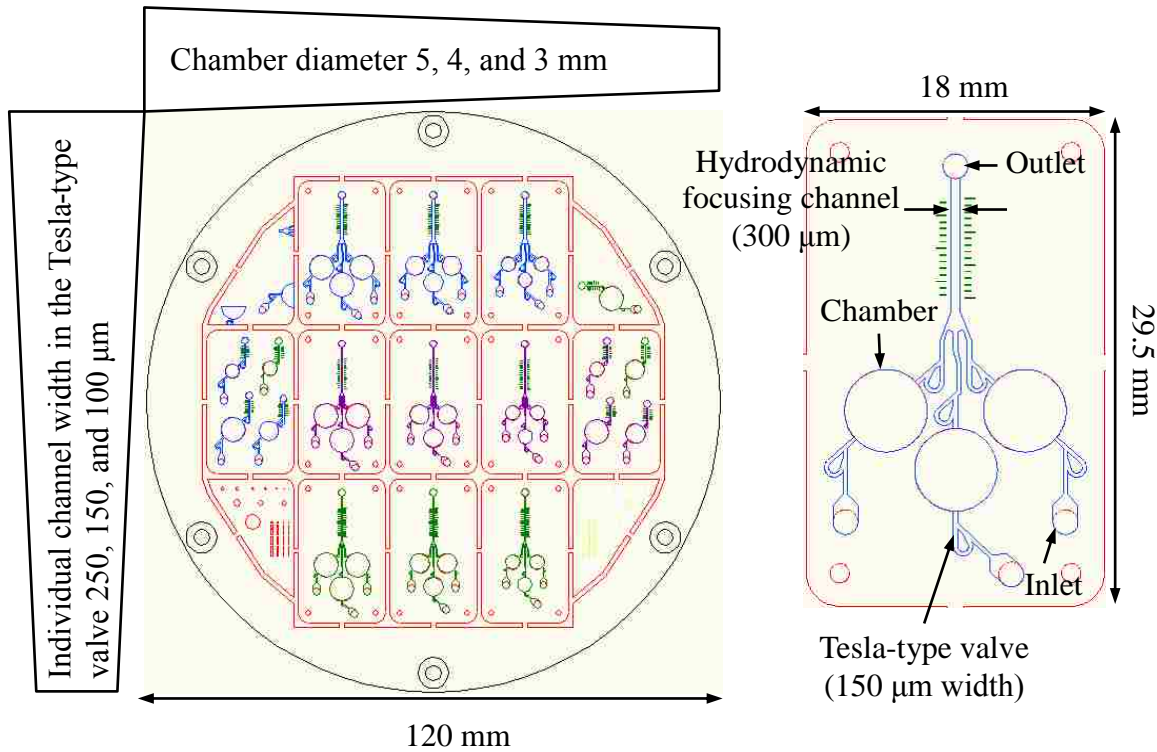 Chamber diameter 5, 4, and 3 mm
Individual channel width in the Tesla-type
valve 250, 150, and 100 μm
120 mm
18 mm
Hydrodynamic
focusing channel
(300 μm)
Outlet
Chamber
29.5 mm
Inlet
Tesla-type valve
(150 μm width)